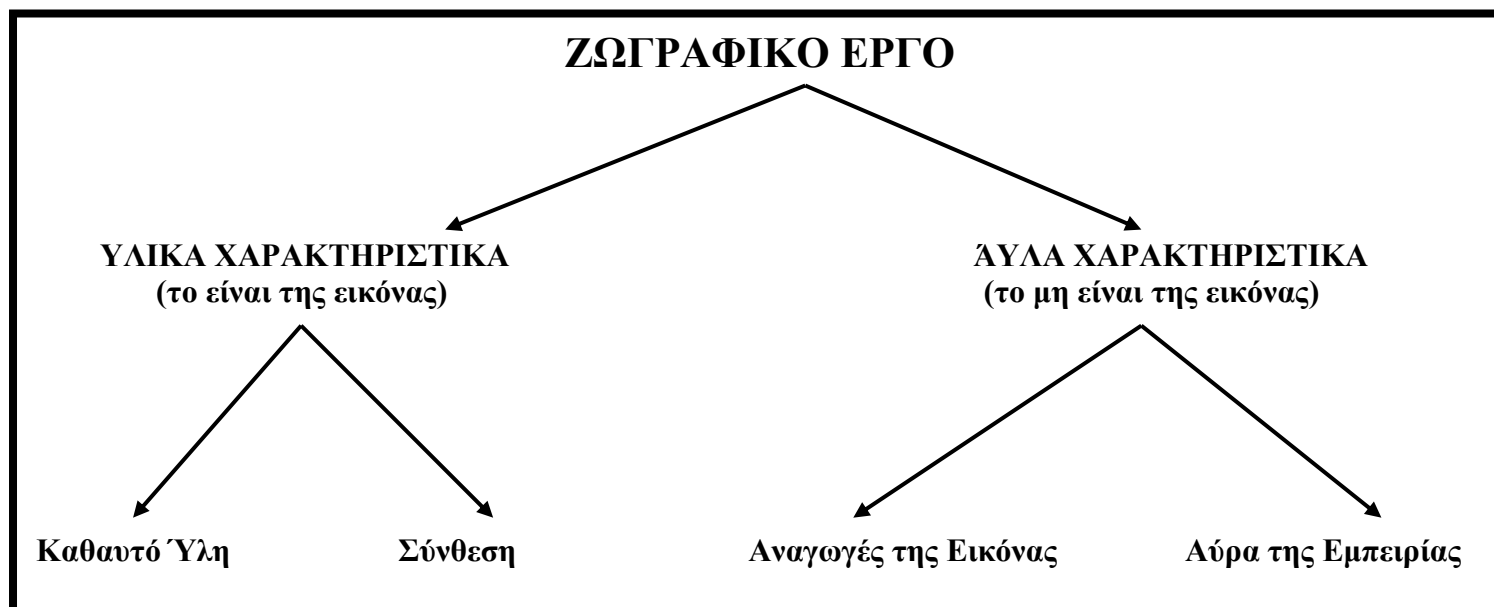 ΖΩΓΡΑΦΙΚΟ ΕΡΓΟ
ΥΛΙΚΑ ΧΑΡΑΚΤΗΡΙΣΤΙΚΑ
(το είναι της εικόνας)
ΆΥΛΑ ΧΑΡΑΚΤΗΡΙΣΤΙΚΑ
(το μη είναι της εικόνας)
Καθαυτό Ύλη
Σύνθεση
Αναγωγές της Εικόνας
Αύρα της Εμπειρίας